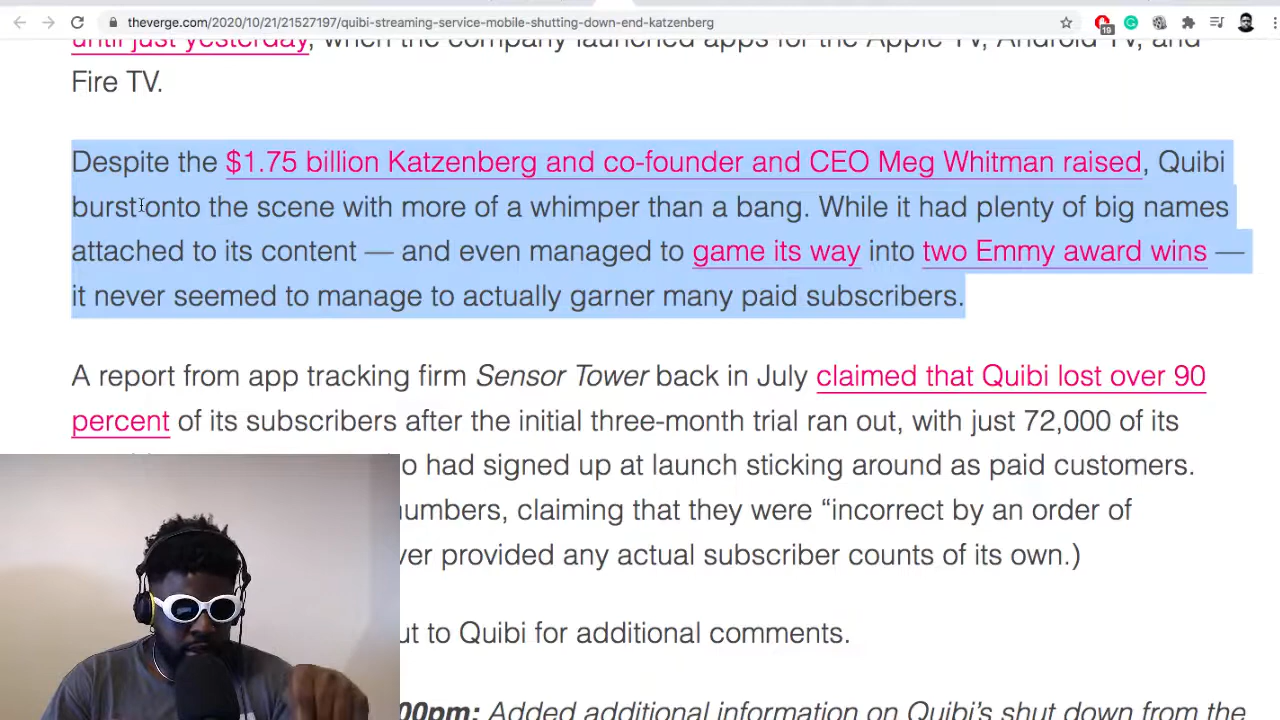 theverge.com/2020/10/21/21527197/quibi-streaming-service-mobile-shutting-down-end-katzenberg
19
until just yesterday, when the company launched apps for the Apple TV, Android TV, and
Fire TV.
Despite the $1.75 billion Katzenberg and co-founder and CEO Meg Whitman raised, Quibi
burst onto the scene with more of a whimper than a bang. While it had plenty of big names
attached to its content — and even managed to game its way into two Emmy award wins —
it never seemed to manage to actually garner many paid subscribers.
A report from app tracking firm Sensor Tower back in July claimed that Quibi lost over 90
percent of its subscribers after the initial three-month trial ran out, with just 72,000 of its
o had signed up at launch sticking around as paid customers.
numbers, claiming that they were “incorrect by an order of
ver provided any actual subscriber counts of its own.)
ut to Quibi for additional comments.
00pm: Added additional information on Quibi’s shut down from the